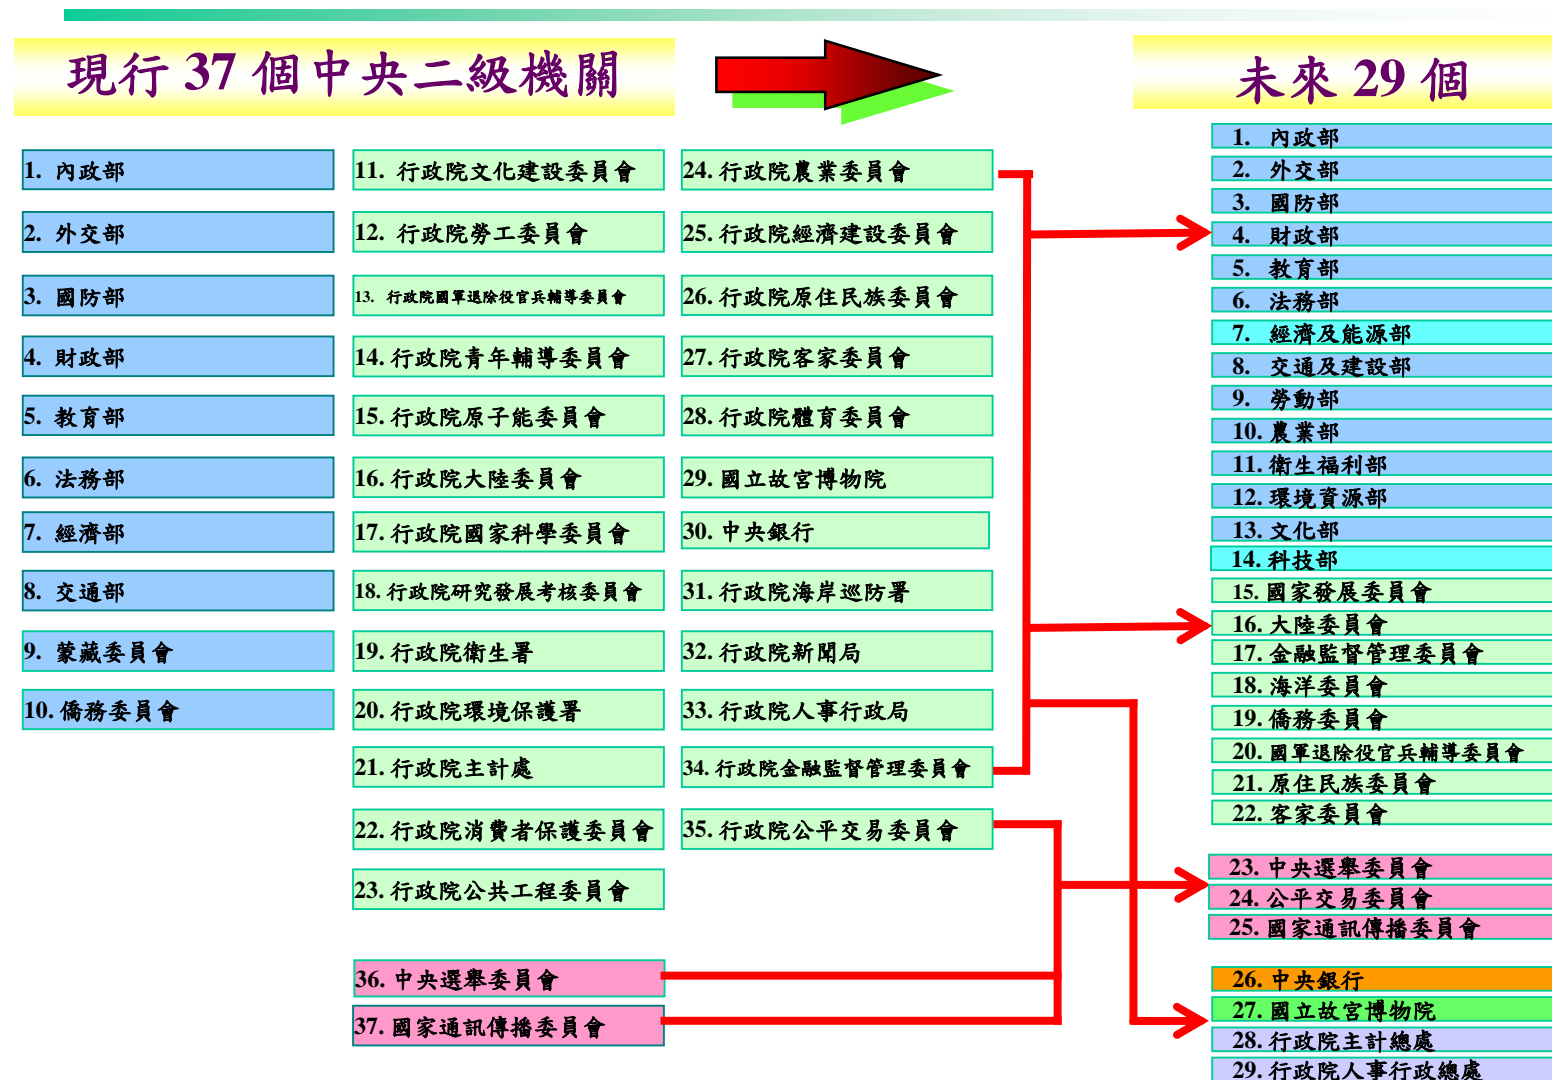 現行 37 個中央二級機關
未來 29 個
1. 內政部
2. 外交部
3. 國防部
4. 財政部
5. 教育部
6. 法務部
7. 經濟部
8. 交通部
9. 蒙藏委員會
10. 僑務委員會
11. 行政院文化建設委員會
12. 行政院勞工委員會
13. 行政院國軍退除役官兵輔導委員會
14. 行政院青年輔導委員會
15. 行政院原子能委員會
16. 行政院大陸委員會
17. 行政院國家科學委員會
18. 行政院研究發展考核委員會
19. 行政院衛生署
20. 行政院環境保護署
21. 行政院主計處
22. 行政院消費者保護委員會
23. 行政院公共工程委員會
36. 中央選舉委員會
37. 國家通訊傳播委員會
24. 行政院農業委員會
25. 行政院經濟建設委員會
26. 行政院原住民族委員會
27. 行政院客家委員會
28. 行政院體育委員會
29. 國立故宮博物院
30. 中央銀行
31. 行政院海岸巡防署
32. 行政院新聞局
33. 行政院人事行政局
34. 行政院金融監督管理委員會
35. 行政院公平交易委員會
1. 內政部
2. 外交部
3. 國防部
4. 財政部
5. 教育部
6. 法務部
7. 經濟及能源部
8. 交通及建設部
9. 勞動部
10. 農業部
11. 衛生福利部
12. 環境資源部
13. 文化部
14. 科技部
15. 國家發展委員會
16. 大陸委員會
17. 金融監督管理委員會
18. 海洋委員會
19. 僑務委員會
20. 國軍退除役官兵輔導委員會
21. 原住民族委員會
22. 客家委員會
23. 中央選舉委員會
24. 公平交易委員會
25. 國家通訊傳播委員會
26. 中央銀行
27. 國立故宮博物院
28. 行政院主計總處
29. 行政院人事行政總處